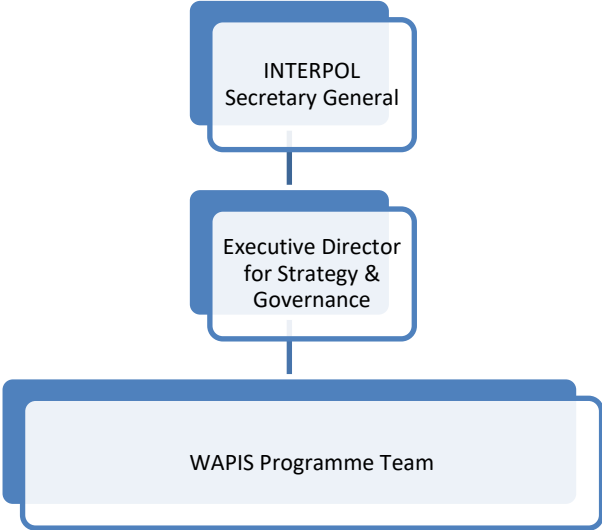 INTERPOL
Secretary General
Executive Director
for Strategy &
Governance
WAPIS Programme Team